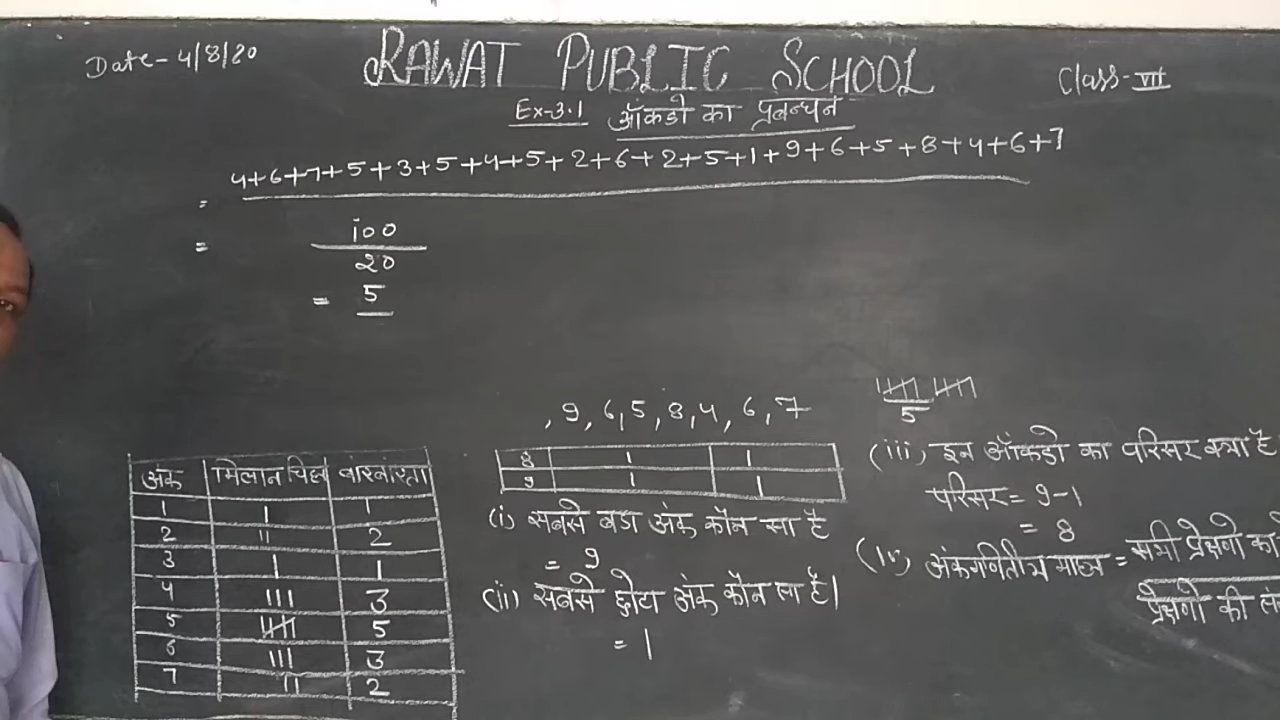 Date- 4/8/20
RAWAT PUBLIC SCHOOL
Class- VII
Ex-3.1 ऑकडो का प्रबन्धन
4+6+7+5+3+5+4+5+2+6+2+5+1+9+6+5+8+4+6+7
=
= 100
20
= 5
, 9, 6, 5, 8, 4, 6, 7
8 | 1
9 | 1
अंक मिलान चिह्न बारंबारता
1 | 1
2 || 2
3 | 1
4 ||| 3
5 卌 5
6 ||| 3
7 || 2
(i) सबसे बडा अंक कौन सा है
= 9
(ii) सबसे छोटा अंक कौन सा है।
= 1
5
(iii) इन ऑकडो का परिसर क्या है
परिसर = 9-1
= 8
(iv) अंकगणितीय माध्य = सभी प्रेक्षणो का
प्रेक्षणो की